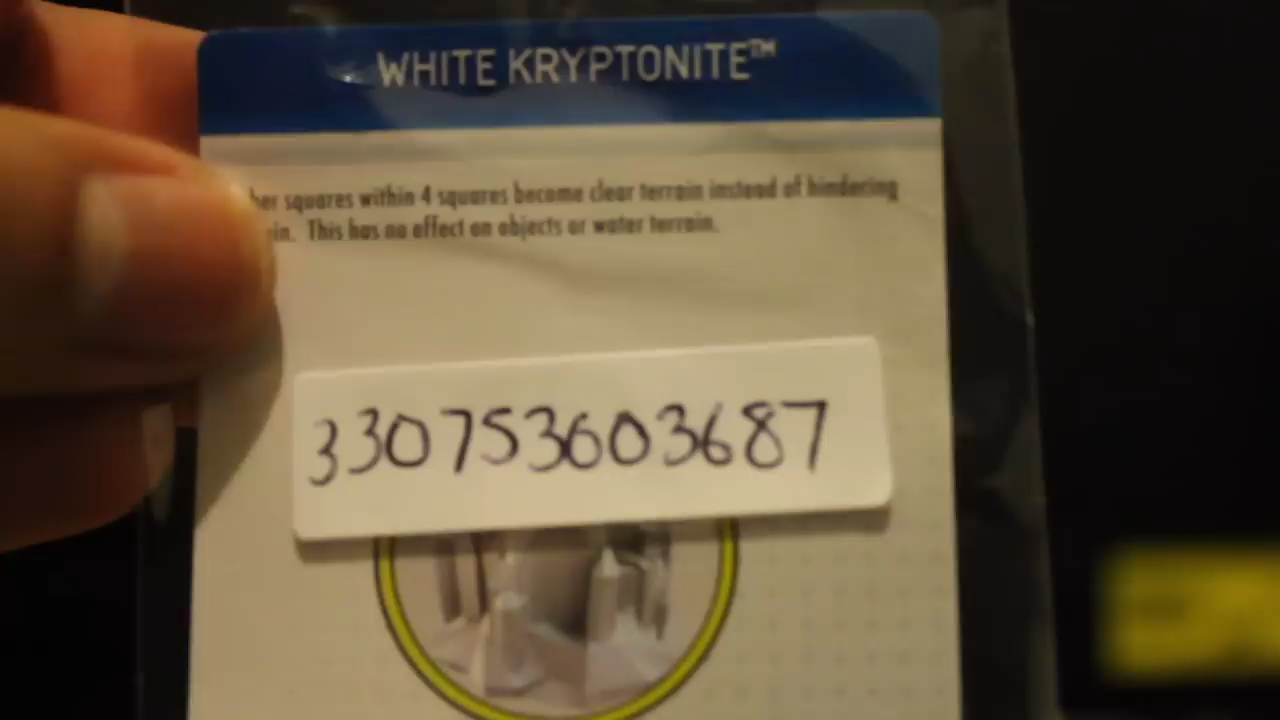 WHITE KRYPTONITE™
squares within 4 squares become clear terrain instead of hindering
This has no effect on objects or water terrain.
330753603687